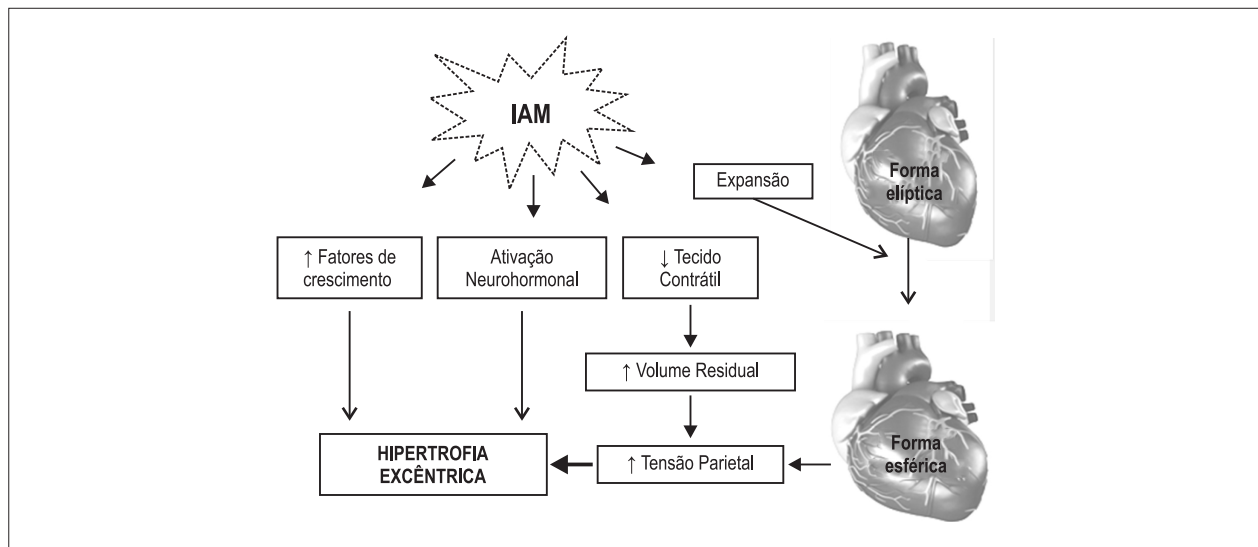 IAM
Expansão
Forma
elíptica
↑ Fatores de
crescimento
Ativação
Neurohormonal
↓ Tecido
Contrátil
↑ Volume Residual
HIPERTROFIA
EXCÊNTRICA
↑ Tensão Parietal
Forma
esférica